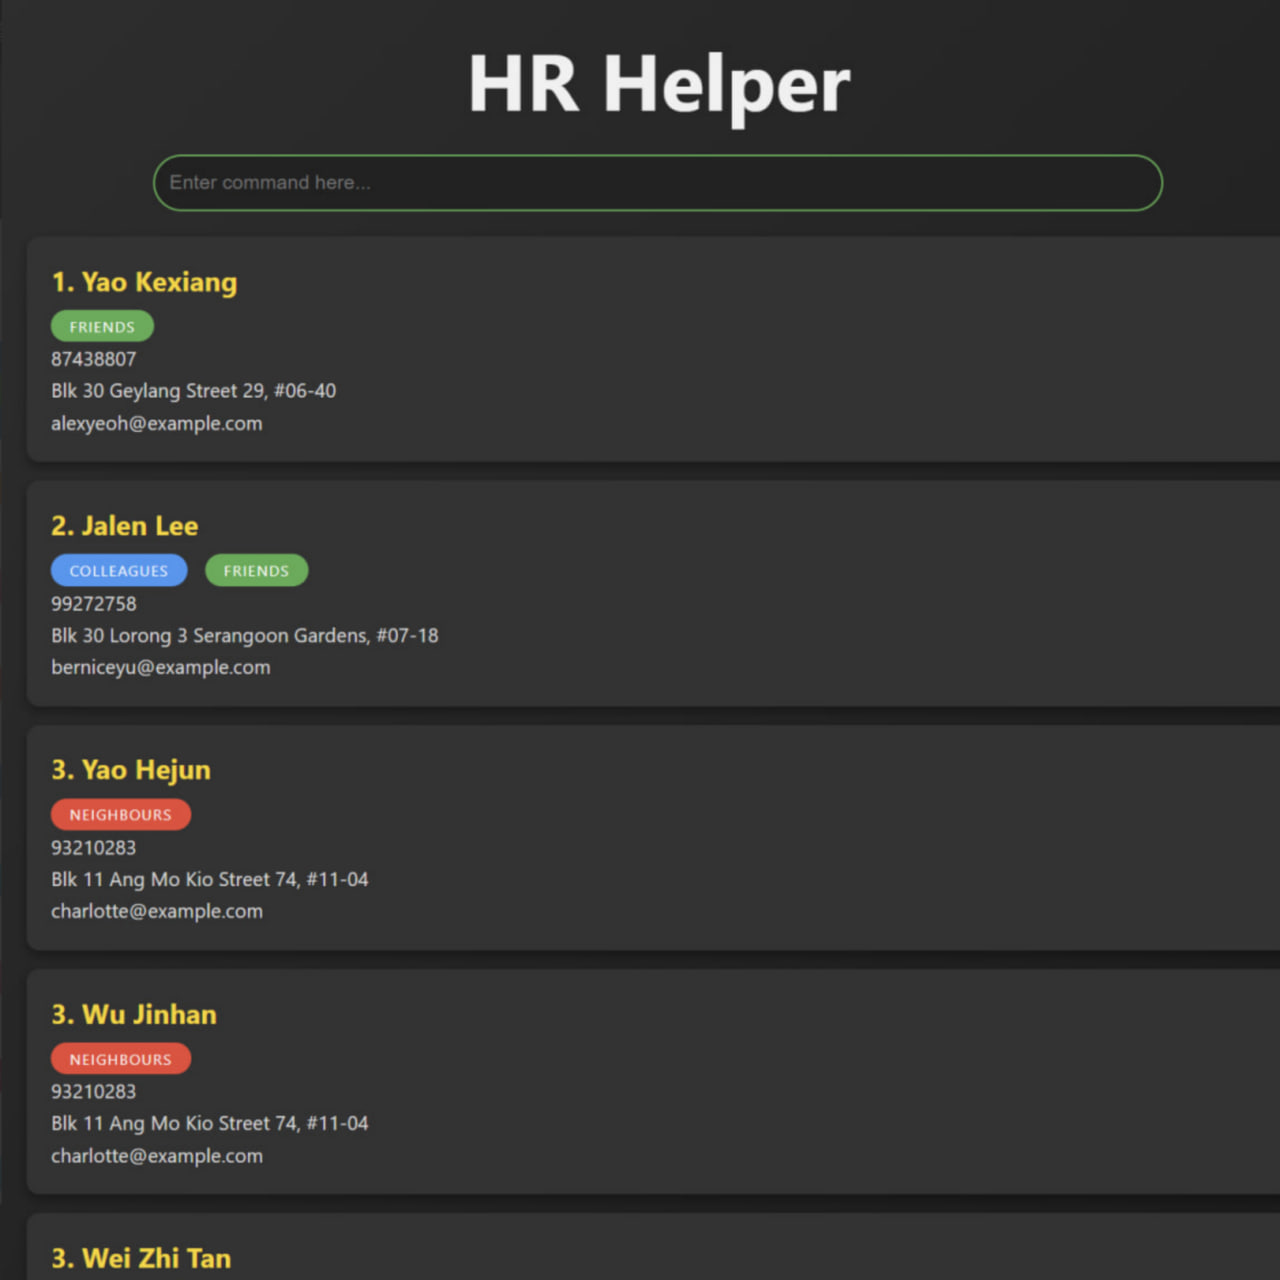 HR Helper
Enter command here...
1. Yao Kexiang
FRIENDS
87438807
Blk 30 Geylang Street 29, #06-40
alexyeoh@example.com
2. Jalen Lee
COLLEAGUES FRIENDS
99272758
Blk 30 Lorong 3 Serangoon Gardens, #07-18
berniceyu@example.com
3. Yao Hejun
NEIGHBOURS
93210283
Blk 11 Ang Mo Kio Street 74, #11-04
charlotte@example.com
3. Wu Jinhan
NEIGHBOURS
93210283
Blk 11 Ang Mo Kio Street 74, #11-04
charlotte@example.com
3. Wei Zhi Tan